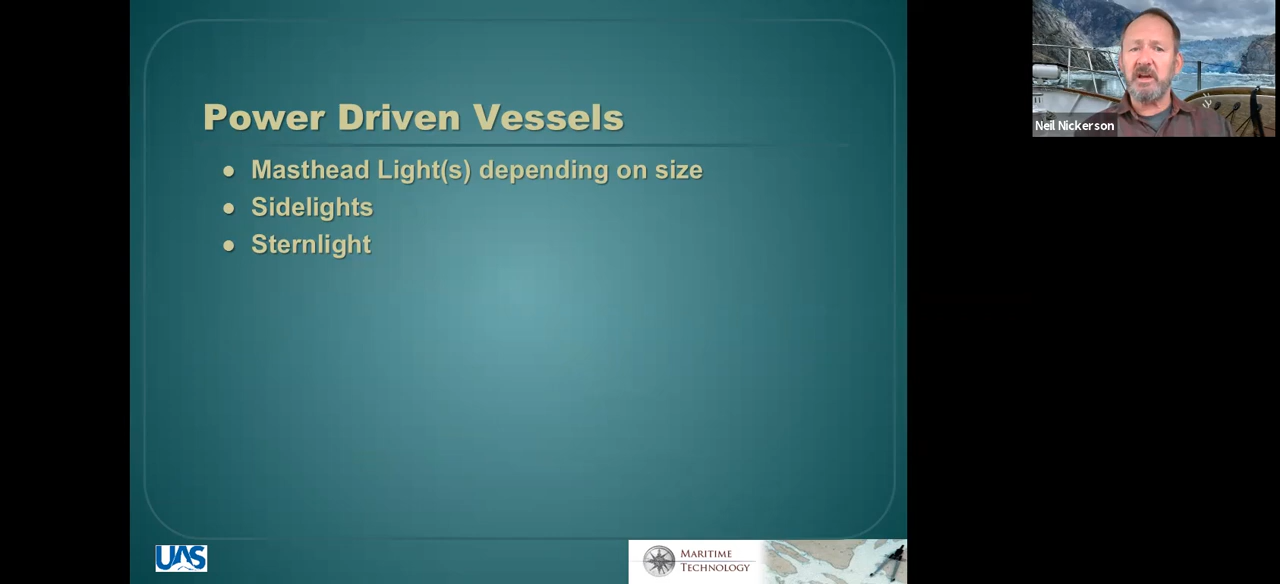 Power Driven Vessels
Masthead Light(s) depending on size
Sidelights
Sternlight
Neil Nickerson
UAS
MARITIME
TECHNOLOGY